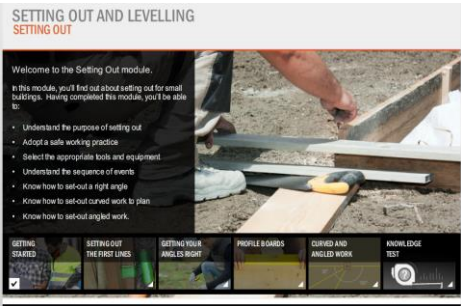 SETTING OUT AND LEVELLING
SETTING OUT
Welcome to the Setting Out module.
In this module, you'll find out about setting out for small
buildings. Having completed this module, you'll be able
to:
• Understand the purpose of setting out
• Adopt a safe working practice
• Select the appropriate tools and equipment
• Understand the sequence of events
• Know how to set-out a right angle
• Know how to set-out curved work to plan
• Know how to set-out angled work.
GETTING
STARTED
SETTING OUT
THE FIRST LINES
GETTING YOUR
ANGLES RIGHT
PROFILE BOARDS
CURVED AND
ANGLED WORK
KNOWLEDGE
TEST